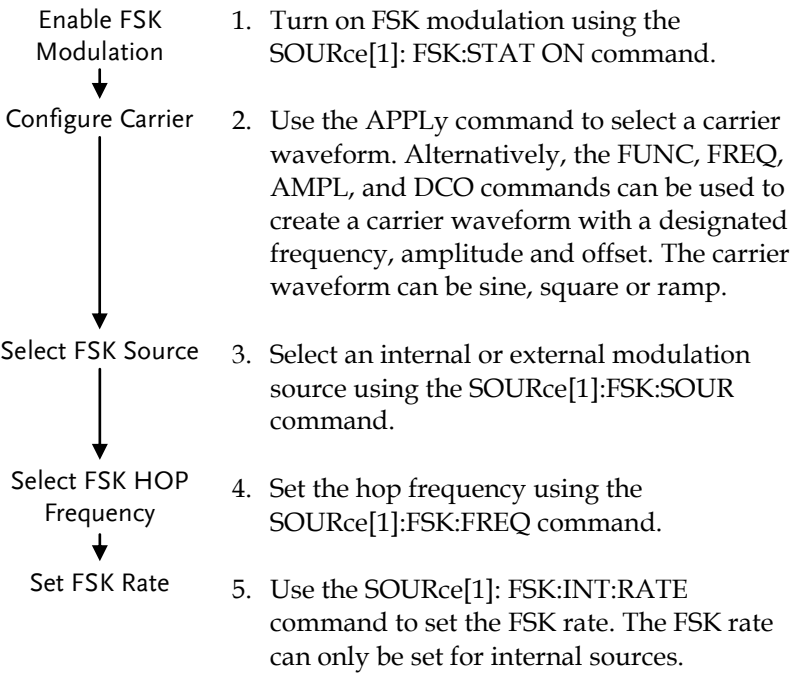 Enable FSK
Modulation
1. Turn on FSK modulation using the
SOURce[1]: FSK:STAT ON command.
Configure Carrier
2. Use the APPLy command to select a carrier
waveform. Alternatively, the FUNC, FREQ,
AMPL, and DCO commands can be used to
create a carrier waveform with a designated
frequency, amplitude and offset. The carrier
waveform can be sine, square or ramp.
Select FSK Source
3. Select an internal or external modulation
source using the SOURce[1]:FSK:SOUR
command.
Select FSK HOP
Frequency
4. Set the hop frequency using the
SOURce[1]:FSK:FREQ command.
Set FSK Rate
5. Use the SOURce[1]: FSK:INT:RATE
command to set the FSK rate. The FSK rate
can only be set for internal sources.